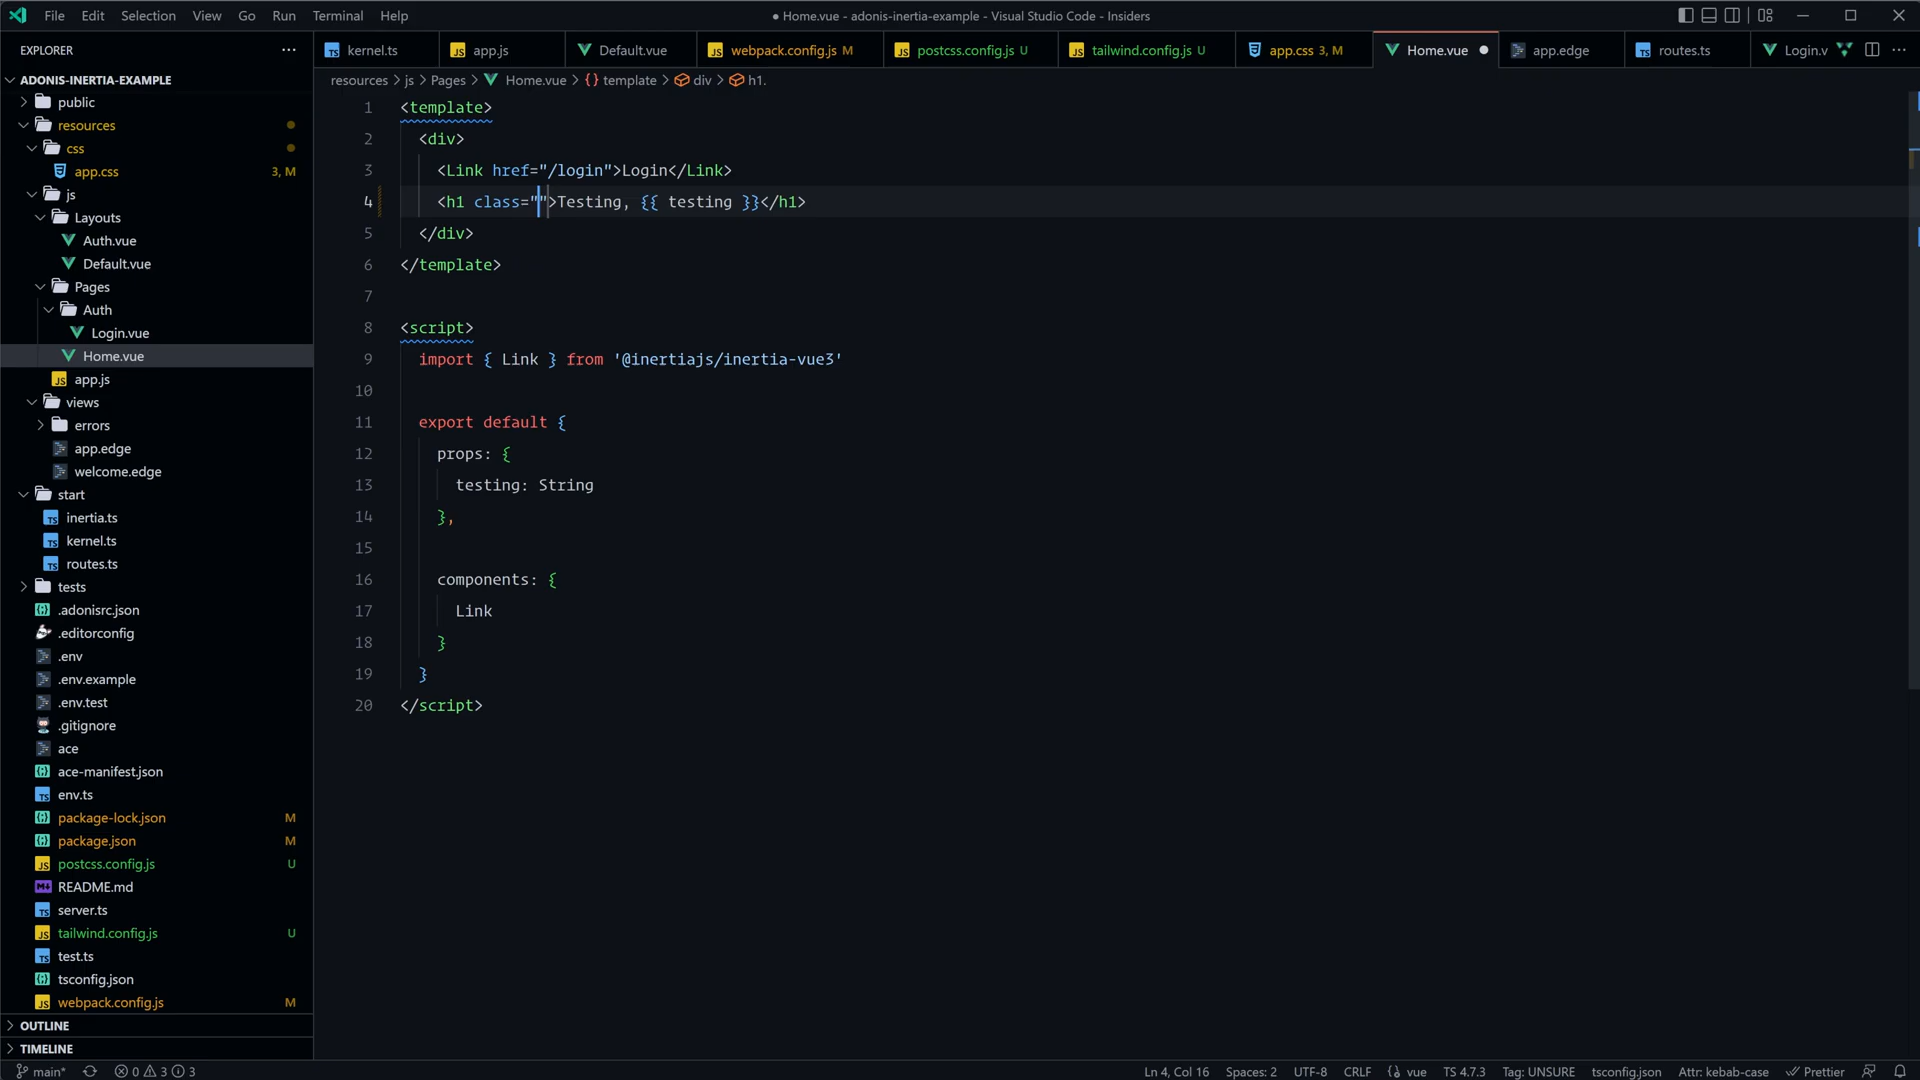 File Edit Selection View Go Run Terminal Help
● Home.vue - adonis-inertia-example - Visual Studio Code - Insiders
EXPLORER ···
kernel.ts
app.js
Default.vue
webpack.config.js M
postcss.config.js U
tailwind.config.js U
app.css 3, M
Home.vue
app.edge
routes.ts
Login.v
resources > js > Pages > Home.vue > {} template > div > h1.
ADONIS-INERTIA-EXAMPLE
public
resources
css
app.css 3, M
js
Layouts
Auth.vue
Default.vue
Pages
Auth
Login.vue
Home.vue
app.js
views
errors
app.edge
welcome.edge
start
inertia.ts
kernel.ts
routes.ts
tests
.adonisrc.json
.editorconfig
.env
.env.example
.env.test
.gitignore
ace
ace-manifest.json
env.ts
package-lock.json M
package.json M
postcss.config.js U
README.md
server.ts
tailwind.config.js U
test.ts
tsconfig.json
webpack.config.js M
OUTLINE
TIMELINE
1 <template>
2 <div>
3 <Link href="/login">Login</Link>
4 <h1 class="">Testing, {{ testing }}</h1>
5 </div>
6 </template>
7
8 <script>
9 import { Link } from '@inertiajs/inertia-vue3'
10
11 export default {
12 props: {
13 testing: String
14 },
15
16 components: {
17 Link
18 }
19 }
20 </script>
main* 0 3 3
Ln 4, Col 16 Spaces: 2 UTF-8 CRLF {} vue TS 4.7.3 Tag: UNSURE tsconfig.json Attr: kebab-case Prettier